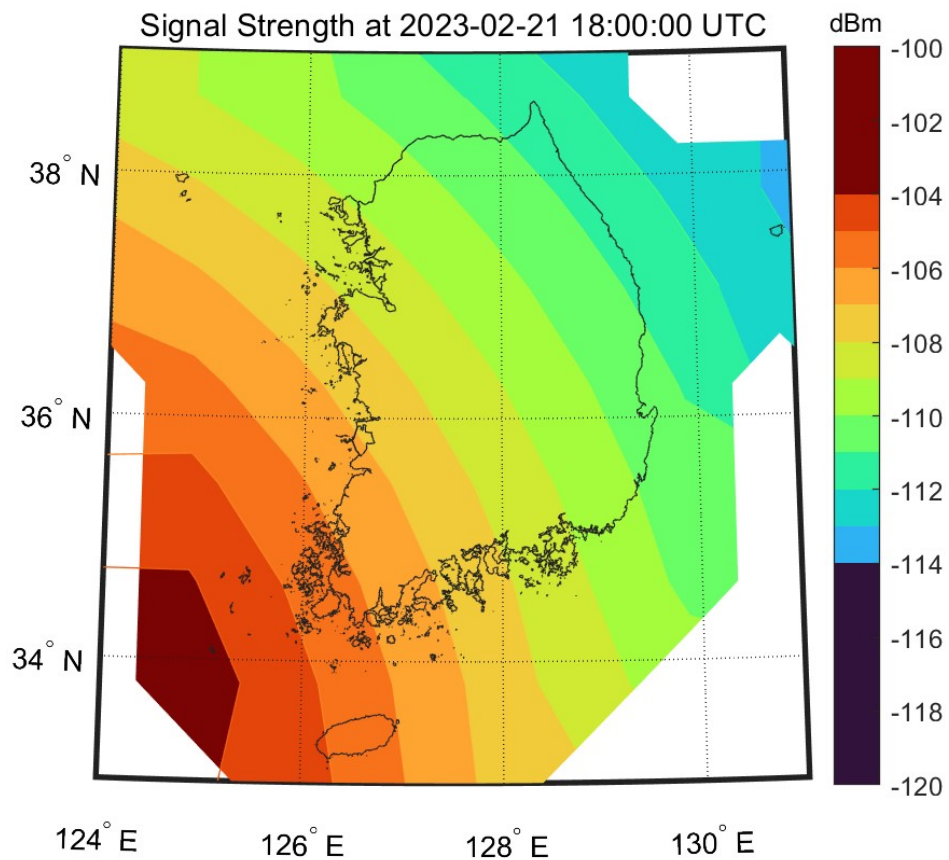 Signal Strength at 2023-02-21 18:00:00 UTC
dBm
-100
-102
-104
-106
-108
-110
-112
-114
-116
-118
-120
38° N
36° N
34° N
124° E
126° E
128° E
130° E